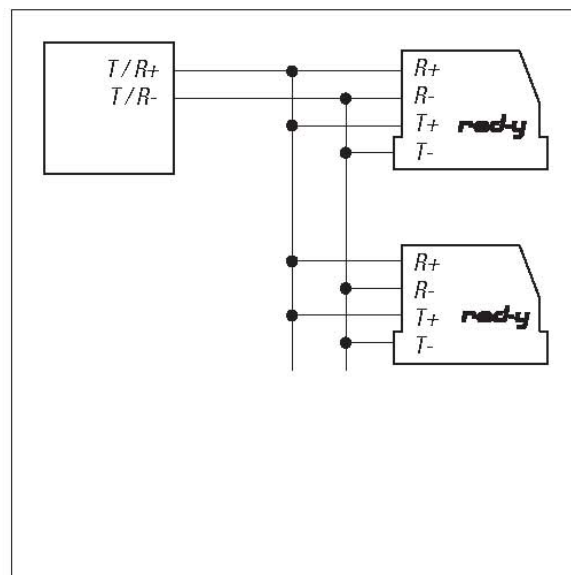 T/R+
T/R-
R+
R-
T+
red-y
T-
R+
R-
T+
red-y
T-